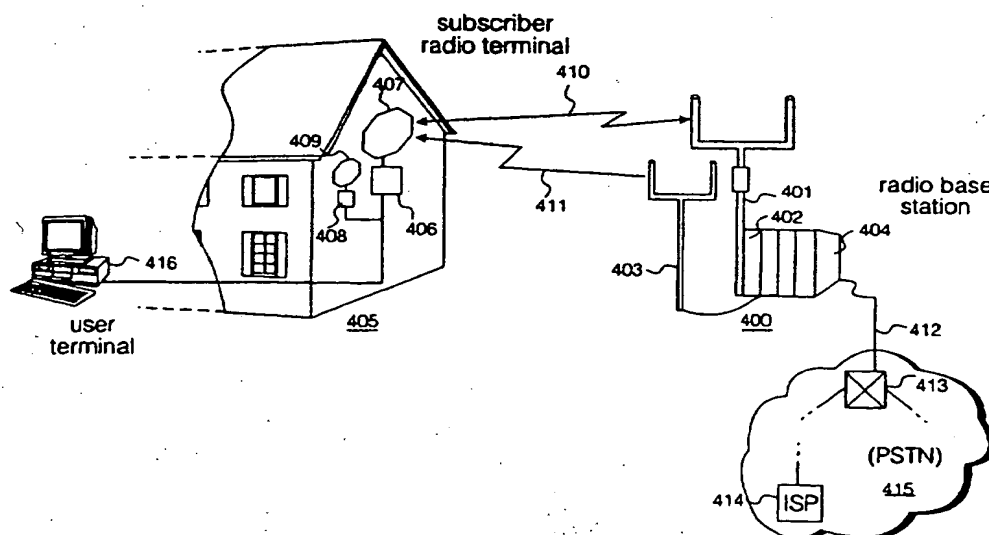 subscriber
radio terminal
410
407
409
401
radio base
station
402
404
411
408
406
416
403
user
terminal
405
400
412
413
(PSTN)
414
ISP
415